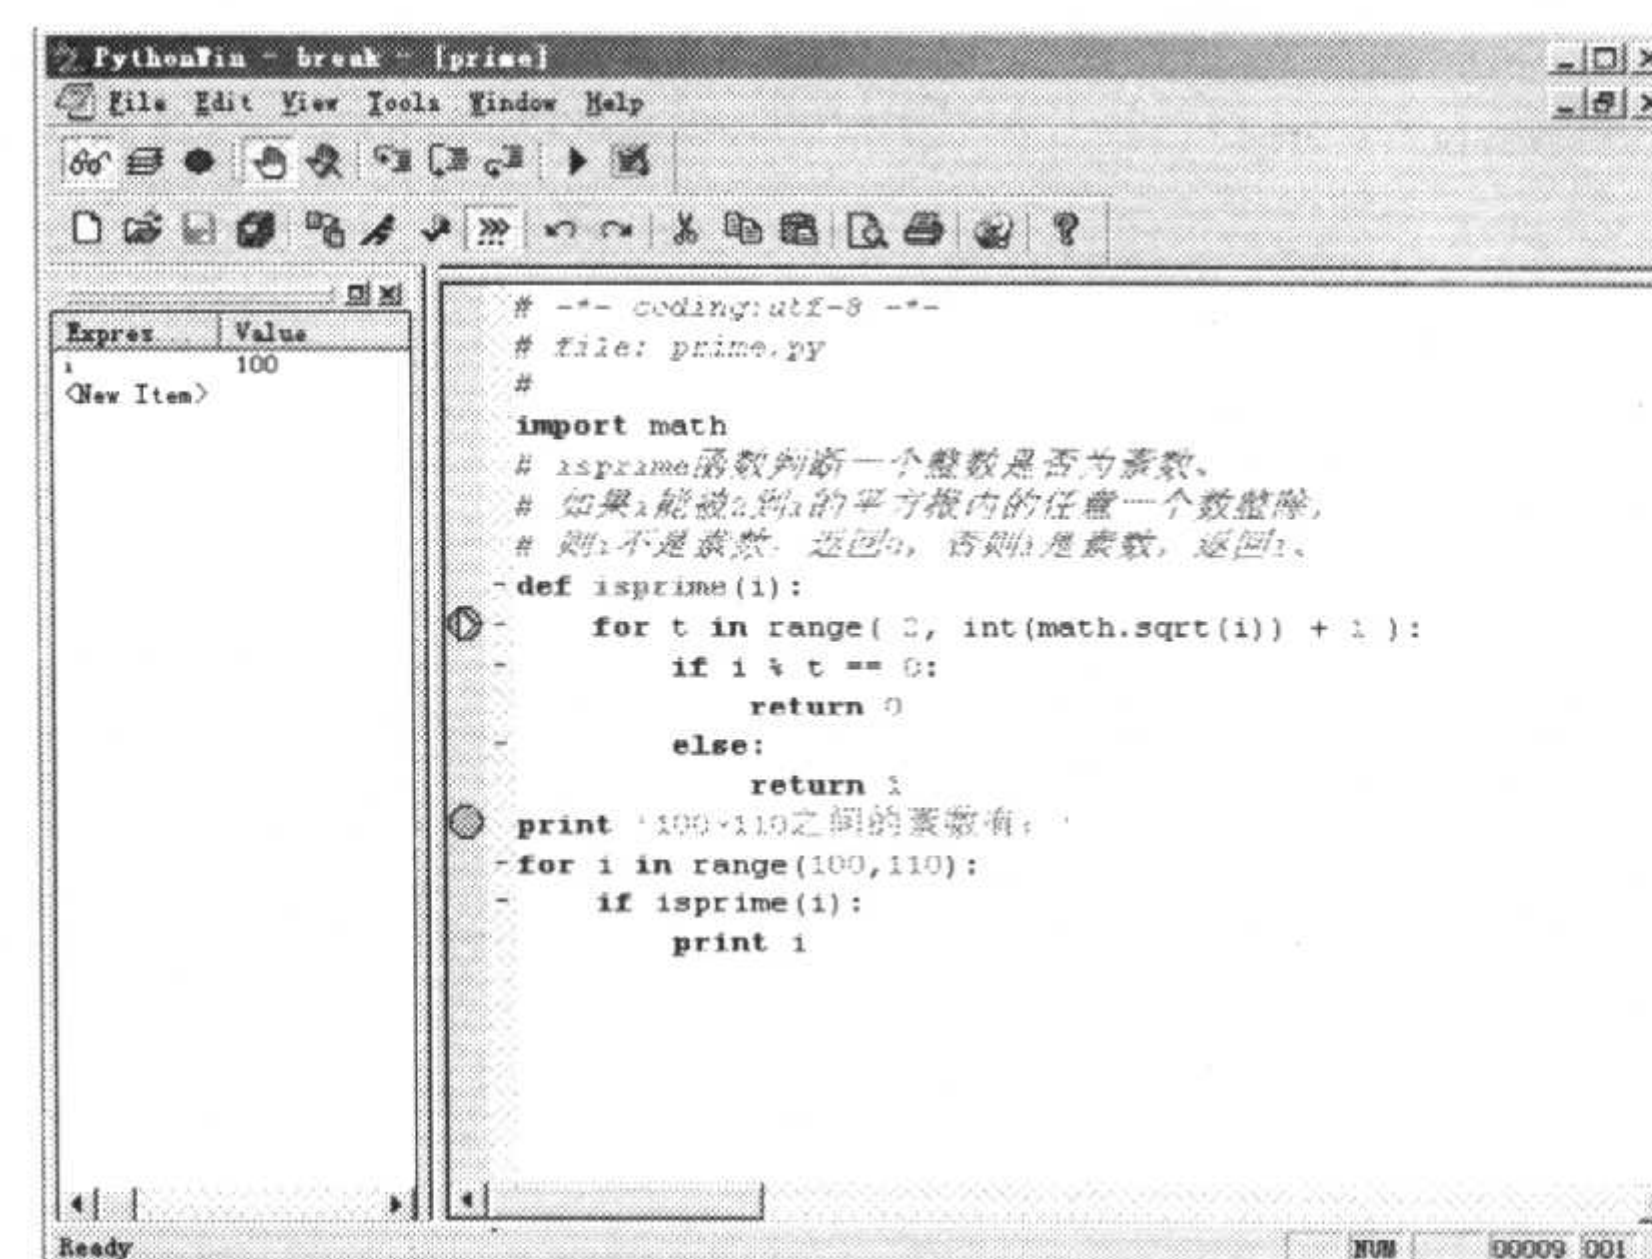 PythonWin - break - [prime]
File Edit View Tools Window Help
Expres Value
i 100
<New Item>
# -*- coding:utf-8 -*-
# file: prime.py
#
import math
# isprime函数判断一个整数是否为素数。
# 如果i能被2到i的平方根内的任意一个数整除，
# 则i不是素数，返回0，否则i是素数，返回1。
def isprime(i):
for t in range( 2, int(math.sqrt(i)) + 1 ):
if i % t == 0:
return 0
else:
return 1
print '100~110之间的素数有：'
for i in range(100,110):
if isprime(i):
print i
Ready NUM 00009 001